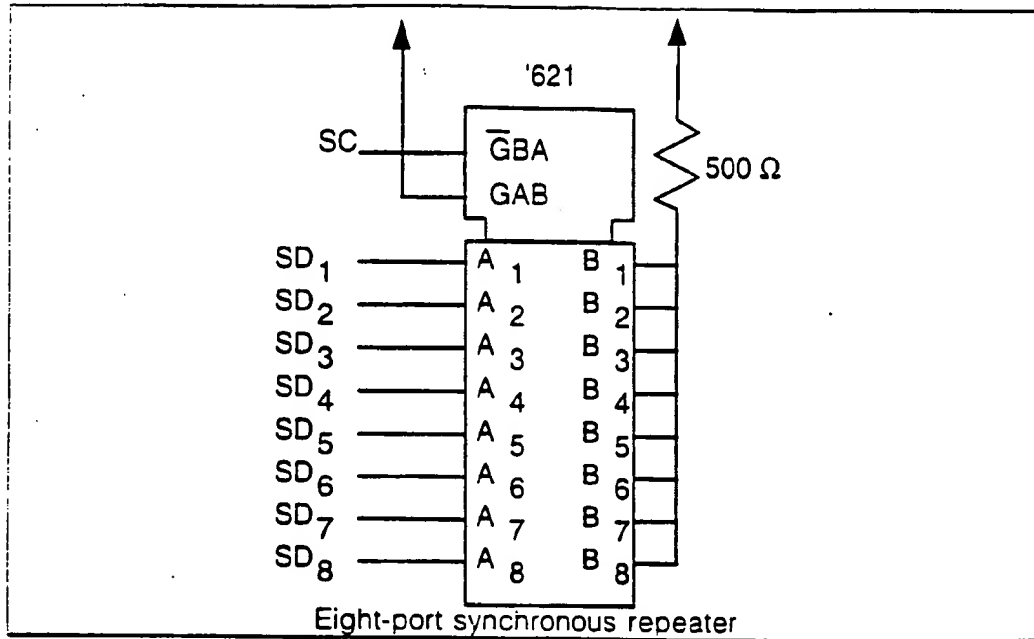 '621
SC G̅BA
GAB
500 Ω
SD1 A1 B1
SD2 A2 B2
SD3 A3 B3
SD4 A4 B4
SD5 A5 B5
SD6 A6 B6
SD7 A7 B7
SD8 A8 B8
Eight-port synchronous repeater